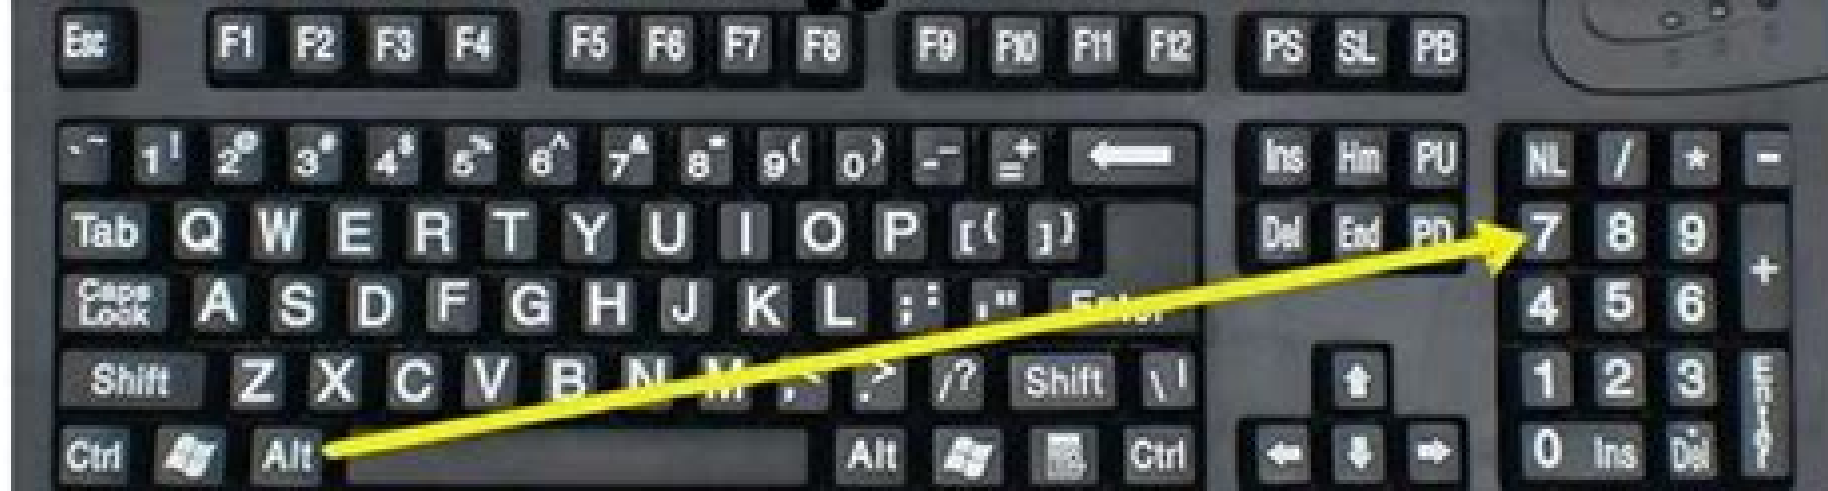 Esc F1 F2 F3 F4 F5 F6 F7 F8 F9 F10 F11 F12 PS SL PB
` ~ 1 ! 2 @ 3 # 4 $ 5 % 6 ^ 7 & 8 * 9 ( 0 ) - _ = + ← Ins Hm PU NL / * -
Tab Q W E R T Y U I O P [ { ] } Del End PD 7 8 9 +
Caps Lock A S D F G H J K L ; : ' " Enter 4 5 6
Shift Z X C V B N M , < . > / ? Shift \ | ↑ 1 2 3 Enter
Ctrl Alt Alt Ctrl ← ↓ → 0 Ins . Del